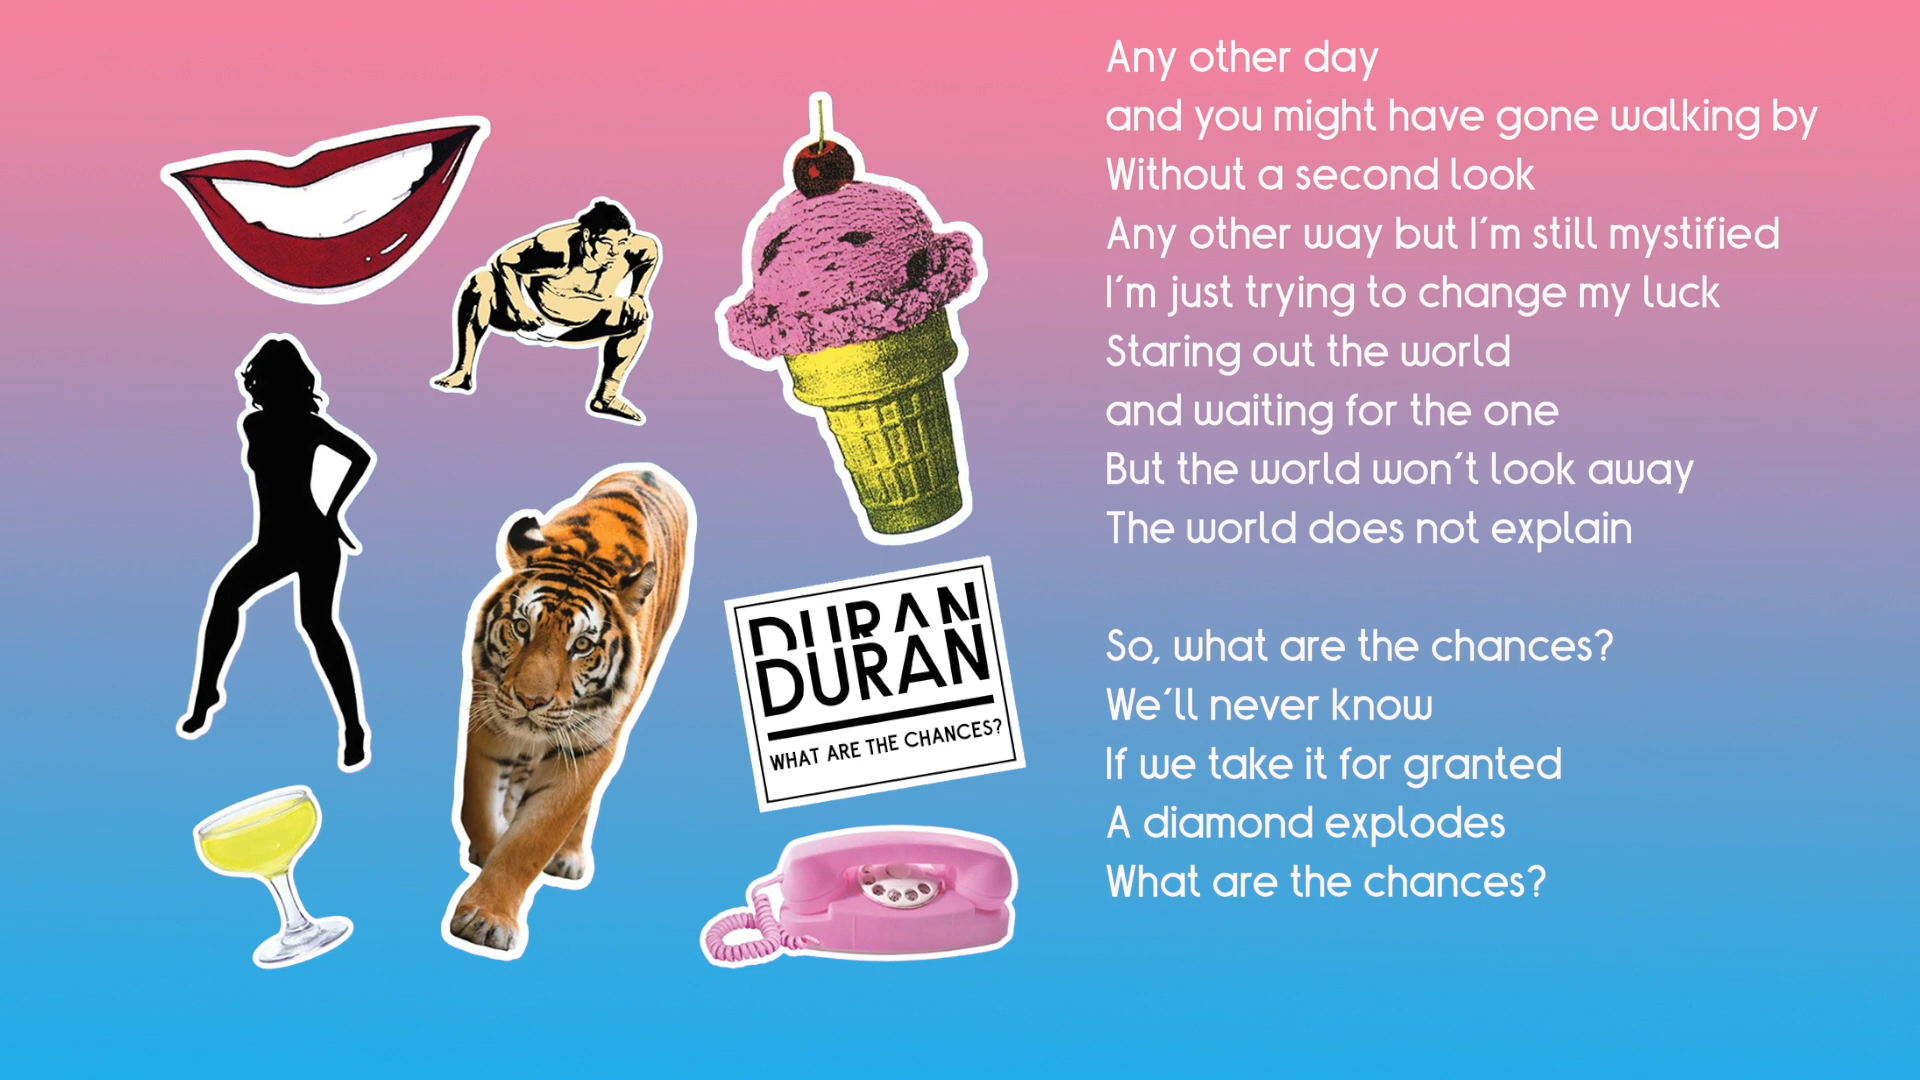 DURAN
DURAN
WHAT ARE THE CHANCES?
Any other day
and you might have gone walking by
Without a second look
Any other way but I´m still mystified
I´m just trying to change my luck
Staring out the world
and waiting for the one
But the world won´t look away
The world does not explain
So, what are the chances?
We´ll never know
If we take it for granted
A diamond explodes
What are the chances?